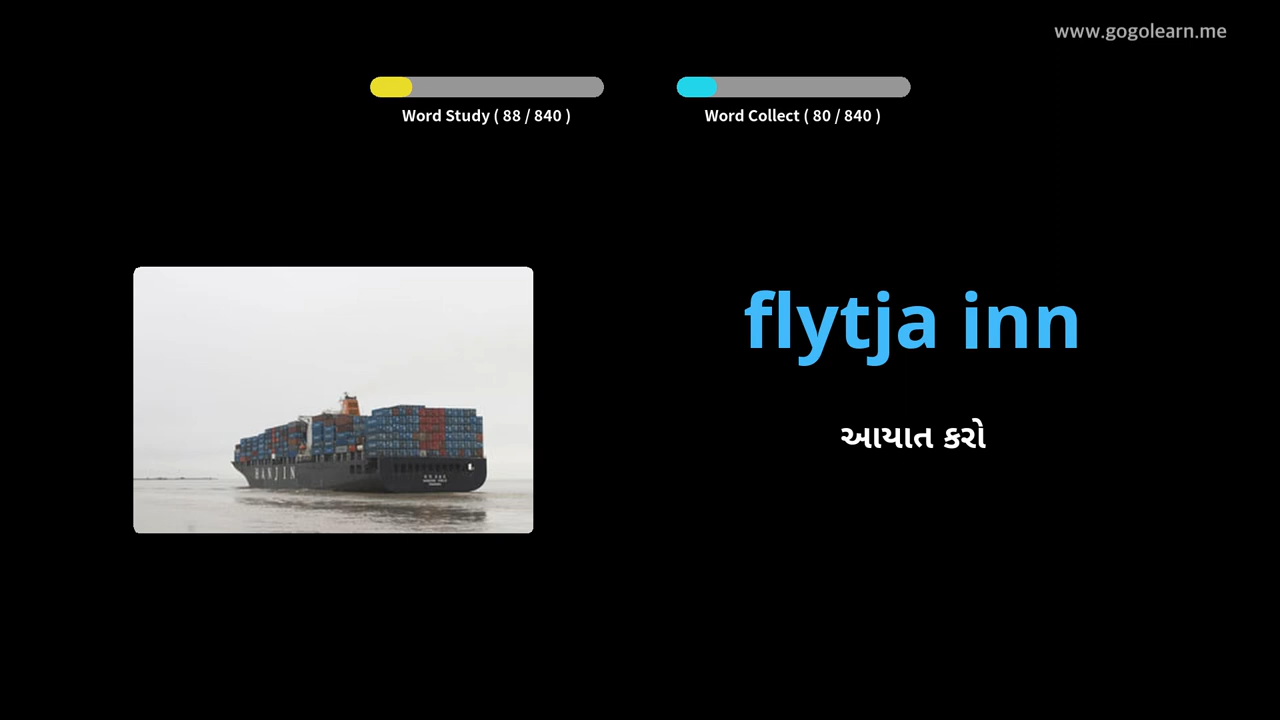 www.gogolearn.me
Word Study ( 88 / 840 )
Word Collect ( 80 / 840 )
flytja inn
આયાત કરો
HANJIN